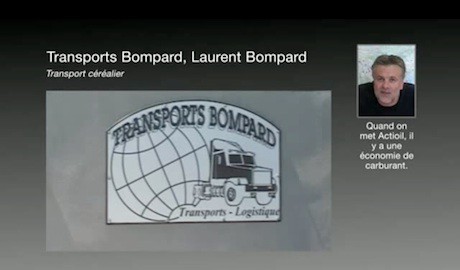 Transports Bompard, Laurent Bompard
Transport céréalier
TRANSPORTS BOMPARD
Transports - Logistique
Quand on
met Actioil, il
y a une
économie de
carburant.